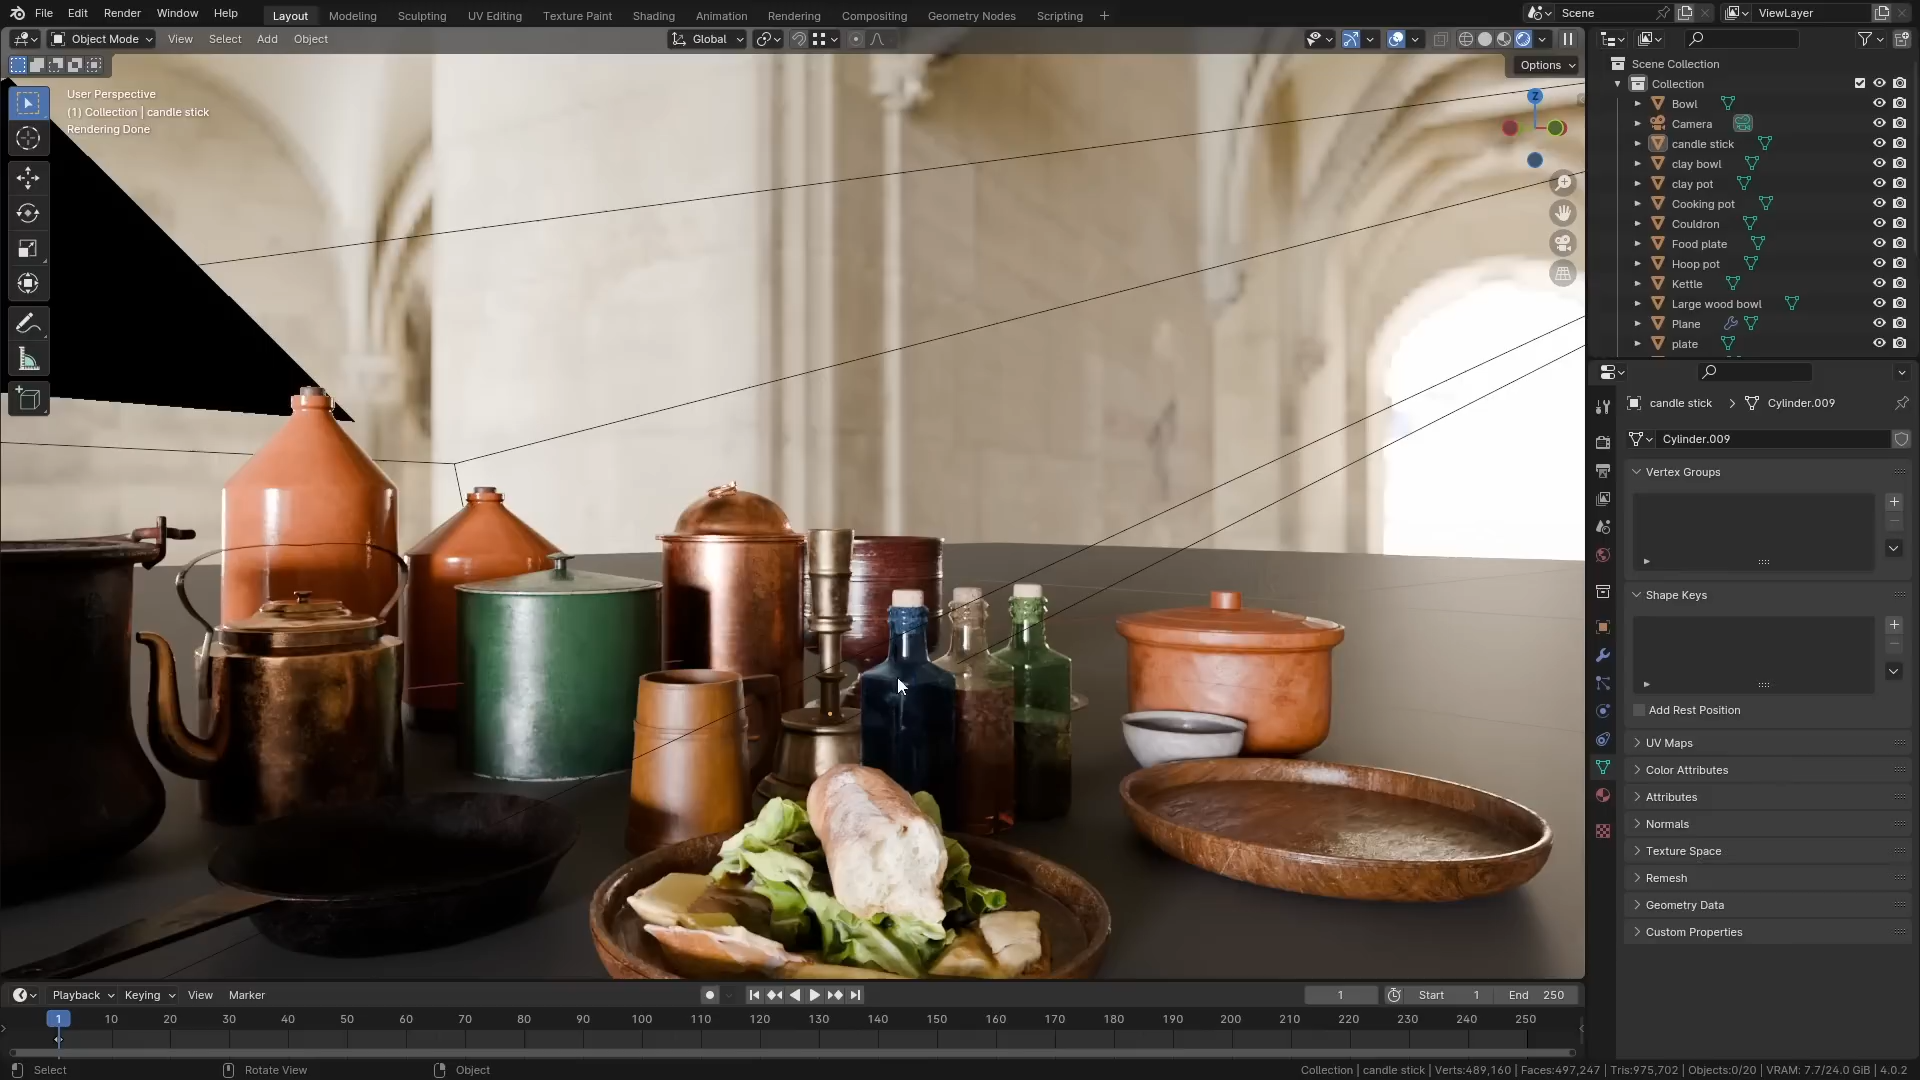 File Edit Render Window Help Layout Modeling Sculpting UV Editing Texture Paint Shading Animation Rendering Compositing Geometry Nodes Scripting + Scene ViewLayer
Object Mode View Select Add Object Global
Options
User Perspective
(1) Collection | candle stick
Rendering Done
Z
Scene Collection
Collection
Bowl
Camera
candle stick
clay bowl
clay pot
Cooking pot
Couldron
Food plate
Hoop pot
Kettle
Large wood bowl
Plane
plate
candle stick > Cylinder.009
Cylinder.009
Vertex Groups
Shape Keys
Add Rest Position
UV Maps
Color Attributes
Attributes
Normals
Texture Space
Remesh
Geometry Data
Custom Properties
Playback Keying View Marker 1 Start 1 End 250
1 10 20 30 40 50 60 70 80 90 100 110 120 130 140 150 160 170 180 190 200 210 220 230 240 250
Select Rotate View Object Collection | candle stick | Verts:489,160 | Faces:497,247 | Tris:975,702 | Objects:0/20 | VRAM: 7.7/24.0 GiB | 4.0.2